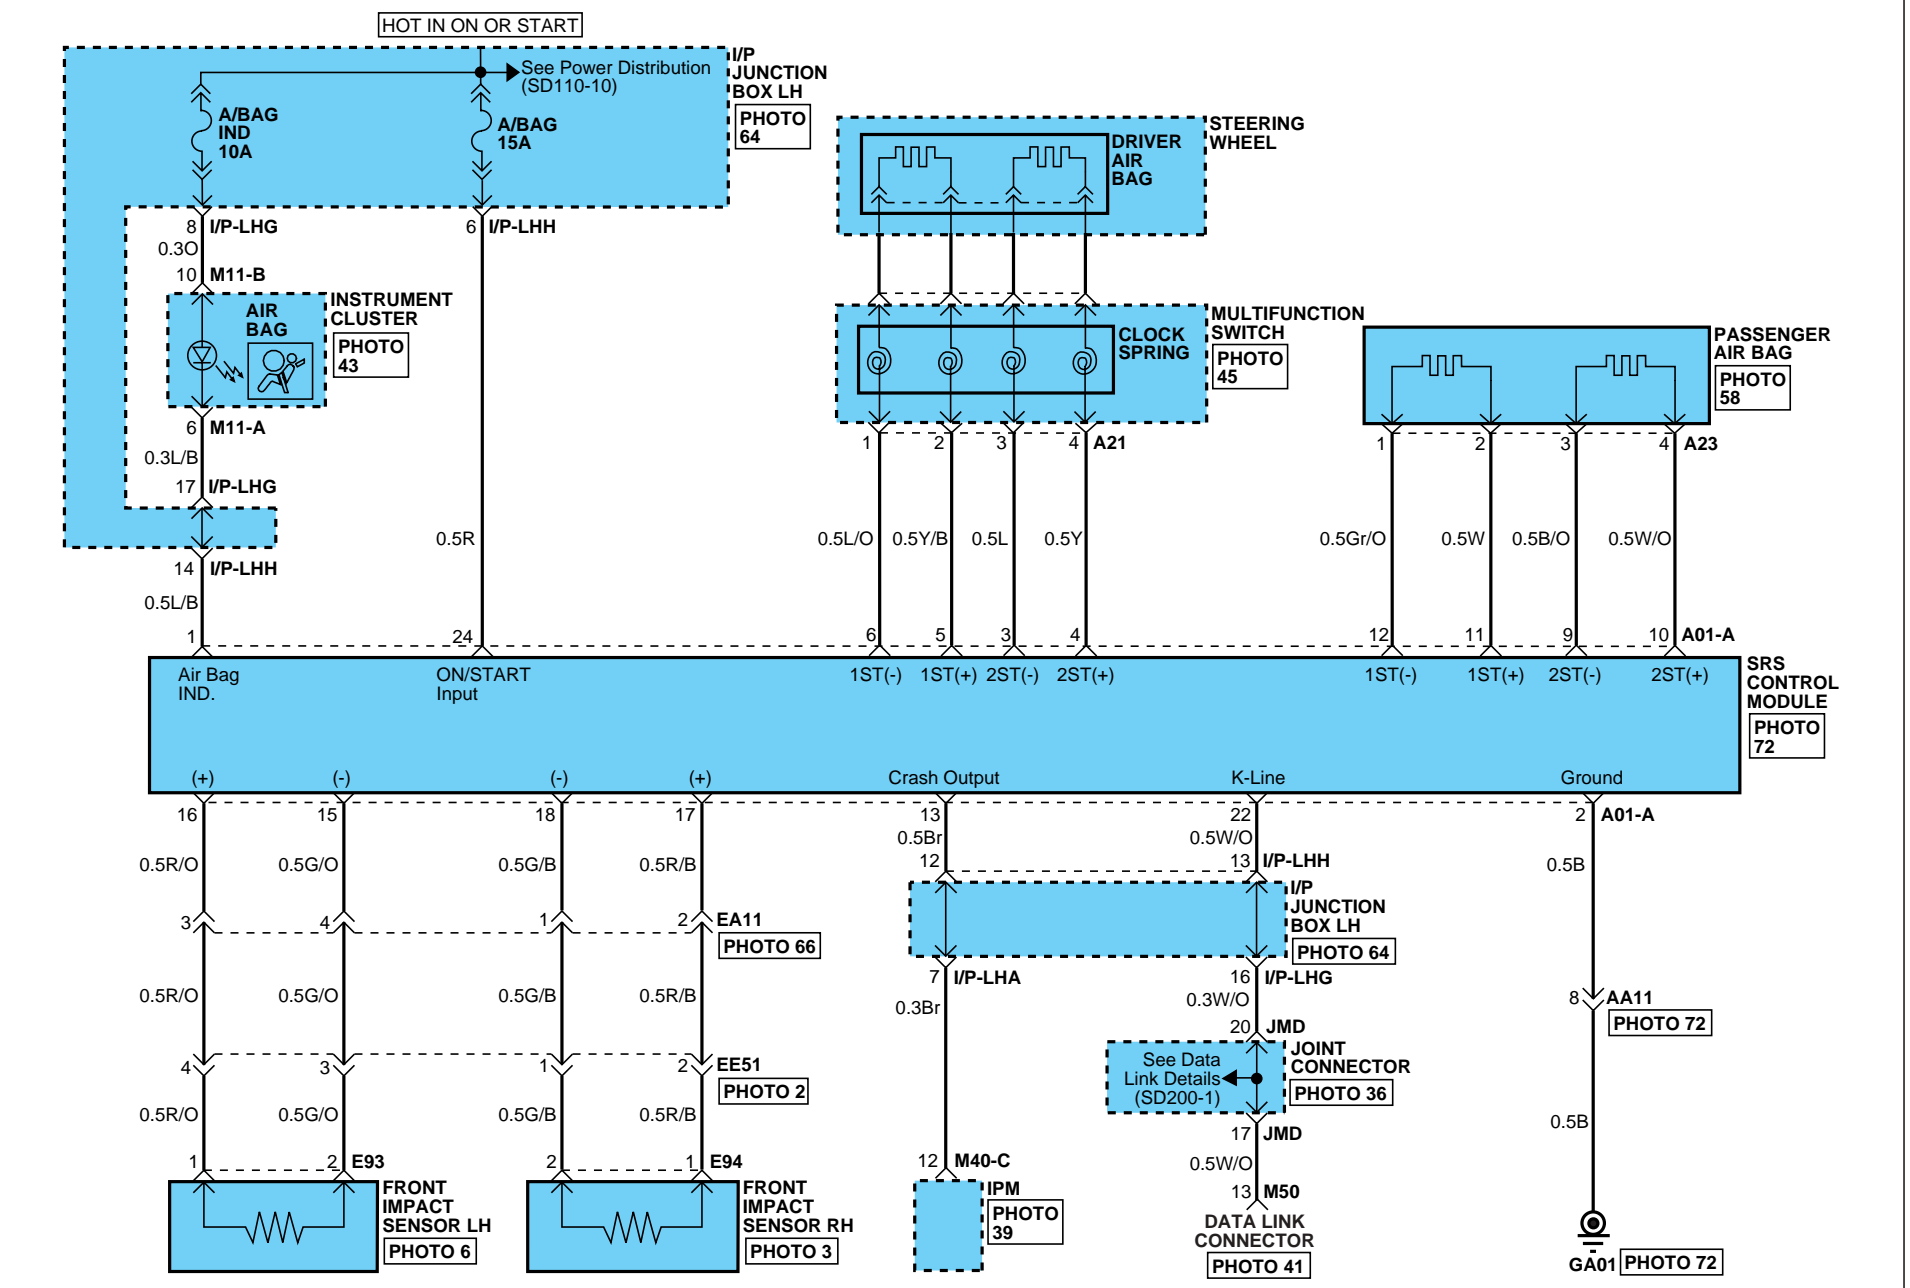 HOT IN ON OR START
See Power Distribution
(SD110-10)
I/P
JUNCTION
BOX LH
PHOTO
64
A/BAG
IND
10A
A/BAG
15A
8 I/P-LHG
6 I/P-LHH
0.3O
10 M11-B
AIR
BAG
INSTRUMENT
CLUSTER
PHOTO
43
6 M11-A
0.3L/B
17 I/P-LHG
14 I/P-LHH
0.5L/B
0.5R
1
24
STEERING
WHEEL
DRIVER
AIR
BAG
MULTIFUNCTION
SWITCH
PHOTO
45
CLOCK
SPRING
1 2 3 4 A21
0.5L/O 0.5Y/B 0.5L 0.5Y
6 5 3 4
PASSENGER
AIR BAG
PHOTO
58
1 2 3 4 A23
0.5Gr/O 0.5W 0.5B/O 0.5W/O
12 11 9 10 A01-A
Air Bag
IND.
ON/START
Input
1ST(-) 1ST(+) 2ST(-) 2ST(+)
1ST(-) 1ST(+) 2ST(-) 2ST(+)
SRS
CONTROL
MODULE
PHOTO
72
(+) (-) (-) (+) Crash Output K-Line Ground
16 15 18 17 13 22 2 A01-A
0.5R/O 0.5G/O 0.5G/B 0.5R/B
3 4 1 2 EA11
PHOTO 66
0.5R/O 0.5G/O 0.5G/B 0.5R/B
4 3 1 2 EE51
PHOTO 2
0.5R/O 0.5G/O 0.5G/B 0.5R/B
1 2 E93
2 1 E94
FRONT
IMPACT
SENSOR LH
PHOTO 6
FRONT
IMPACT
SENSOR RH
PHOTO 3
0.5Br 0.5W/O
12 13 I/P-LHH
I/P
JUNCTION
BOX LH
PHOTO 64
7 I/P-LHA
16 I/P-LHG
0.3Br
0.3W/O
20 JMD
See Data
Link Details
(SD200-1)
JOINT
CONNECTOR
PHOTO 36
17 JMD
0.5W/O
12 M40-C
IPM
PHOTO
39
13 M50
DATA LINK
CONNECTOR
PHOTO 41
0.5B
8 AA11
PHOTO 72
0.5B
GA01 PHOTO 72